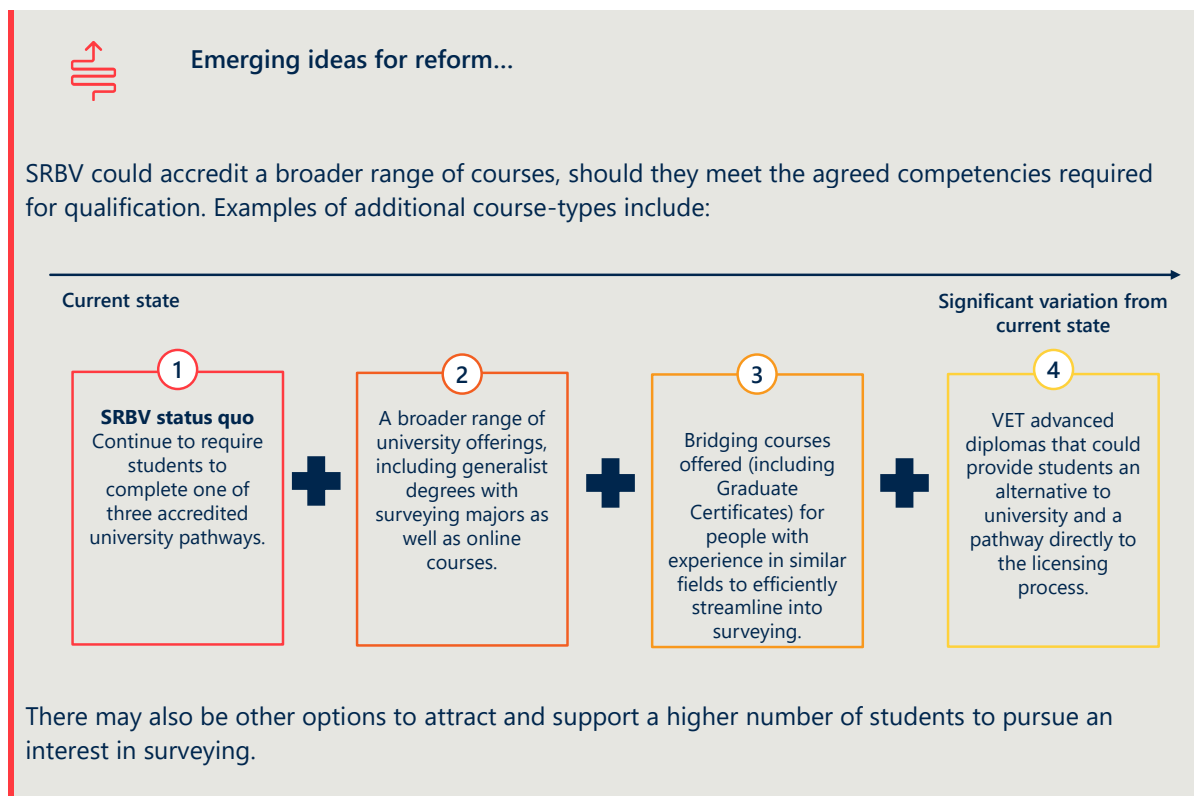 Emerging ideas for reform...
SRBV could accredit a broader range of courses, should they meet the agreed competencies required
for qualification. Examples of additional course-types include:
Current state
Significant variation from
current state
1
SRBV status quo
Continue to require
students to
complete one of
three accredited
university pathways.
2
A broader range of
university offerings,
including generalist
degrees with
surveying majors as
well as online
courses.
3
Bridging courses
offered (including
Graduate
Certificates) for
people with
experience in similar
fields to efficiently
streamline into
surveying.
4
VET advanced
diplomas that could
provide students an
alternative to
university and a
pathway directly to
the licensing
process.
There may also be other options to attract and support a higher number of students to pursue an
interest in surveying.